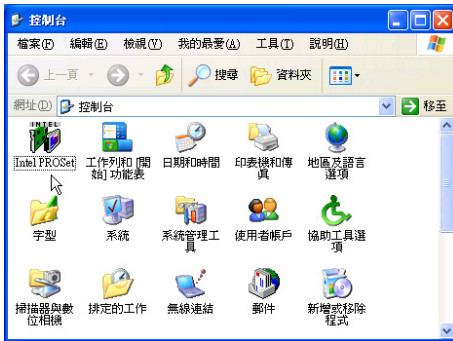 控制台
檔案(F) 編輯(E) 檢視(V) 我的最愛(A) 工具(T) 說明(H)
上一頁 搜尋 資料夾
網址(D) 控制台 移至
INTEL
Intel PROSet 工作列和 [開始] 功能表 日期和時間 印表機和傳真 地區及語言選項
字型 系統 系統管理工具 使用者帳戶 協助工具選項
掃描器與數位相機 排定的工作 無線連結 郵件 新增或移除程式